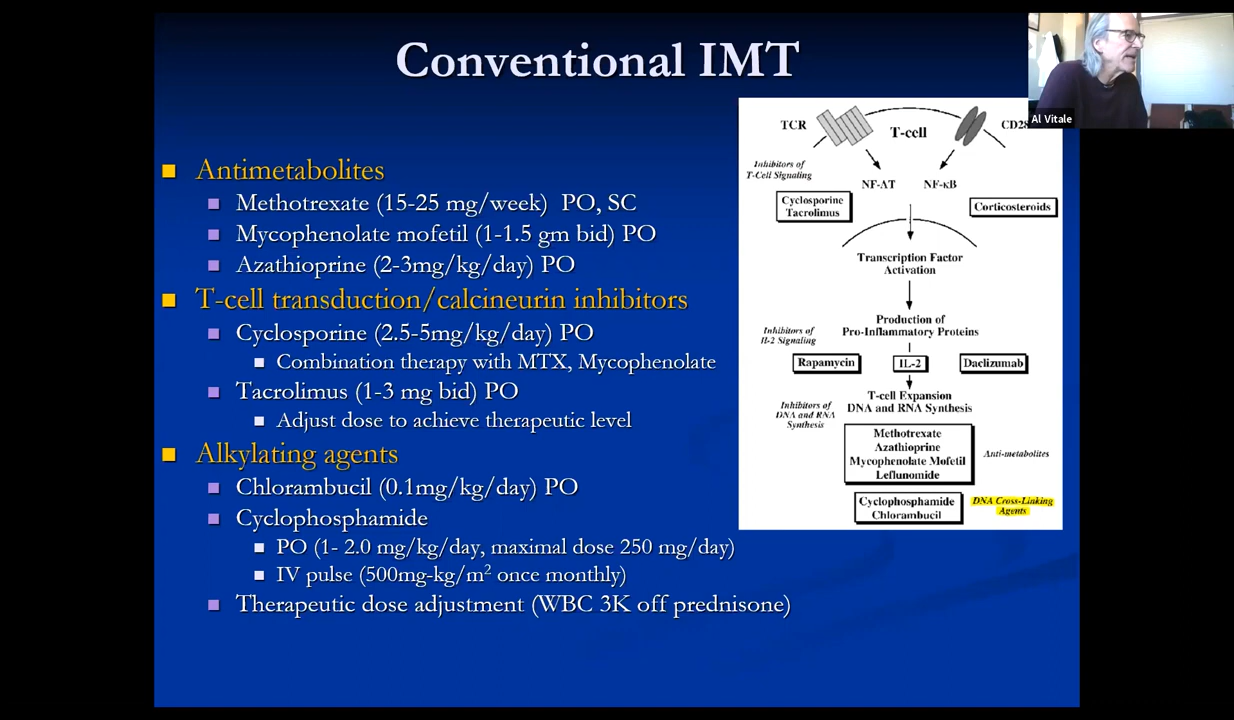 Conventional IMT
Al Vitale
Antimetabolites
Methotrexate (15-25 mg/week) PO, SC
Mycophenolate mofetil (1-1.5 gm bid) PO
Azathioprine (2-3mg/kg/day) PO
T-cell transduction/calcineurin inhibitors
Cyclosporine (2.5-5mg/kg/day) PO
Combination therapy with MTX, Mycophenolate
Tacrolimus (1-3 mg bid) PO
Adjust dose to achieve therapeutic level
Alkylating agents
Chlorambucil (0.1mg/kg/day) PO
Cyclophosphamide
PO (1- 2.0 mg/kg/day, maximal dose 250 mg/day)
IV pulse (500mg-kg/m² once monthly)
Therapeutic dose adjustment (WBC 3K off prednisone)
TCR
T-cell
CD28
Inhibitors of
T-Cell Signaling
NF-AT
NF-κB
Cyclosporine
Tacrolimus
Corticosteroids
Transcription Factor
Activation
Production of
Pro-Inflammatory Proteins
Inhibitors of
Il-2 Signaling
Rapamycin
IL-2
Daclizumab
T-cell Expansion
DNA and RNA Synthesis
Inhibitors of
DNA and RNA
Synthesis
Methotrexate
Azathioprine
Mycophenolate Mofetil
Leflunomide
Anti-metabolites
Cyclophosphamide
Chlorambucil
DNA Cross-Linking
Agents